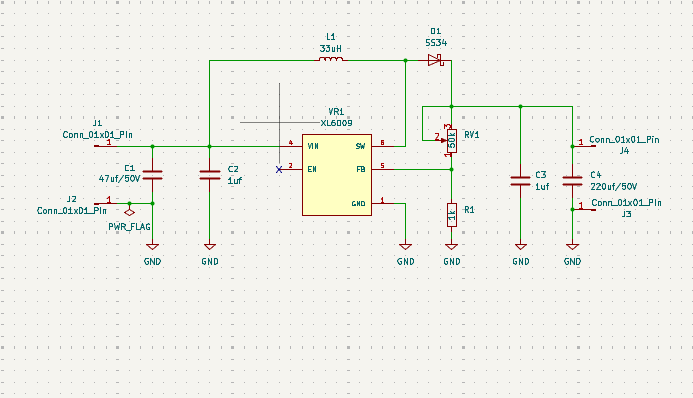 L1
33uH
D1
SS34
J1
Conn_01x01_Pin
1
VR1
XL6009
4
VIN
SW
6
2
EN
FB
5
GND
1
3
2
50k
1
RV1
1
Conn_01x01_Pin
J4
C1
47uf/50V
C2
1uf
C3
1uf
C4
220uf/50V
J2
Conn_01x01_Pin
1
PWR_FLAG
R1
1k
1
Conn_01x01_Pin
J3
GND
GND
GND
GND
GND
GND